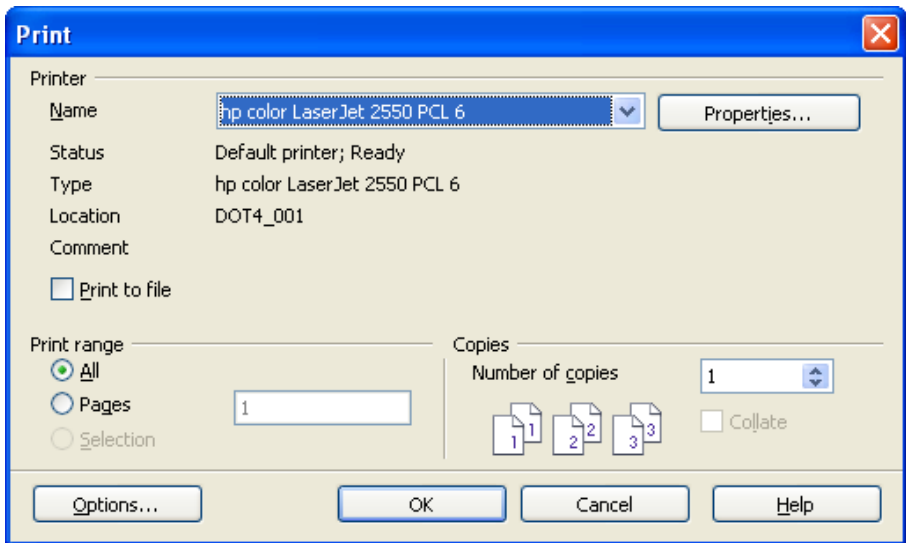 Print
Printer
Name hp color LaserJet 2550 PCL 6 Properties...
Status Default printer; Ready
Type hp color LaserJet 2550 PCL 6
Location DOT4_001
Comment
Print to file
Print range
All
Pages 1
Selection
Copies
Number of copies 1
1 1 2 2 3 3 Collate
Options... OK Cancel Help